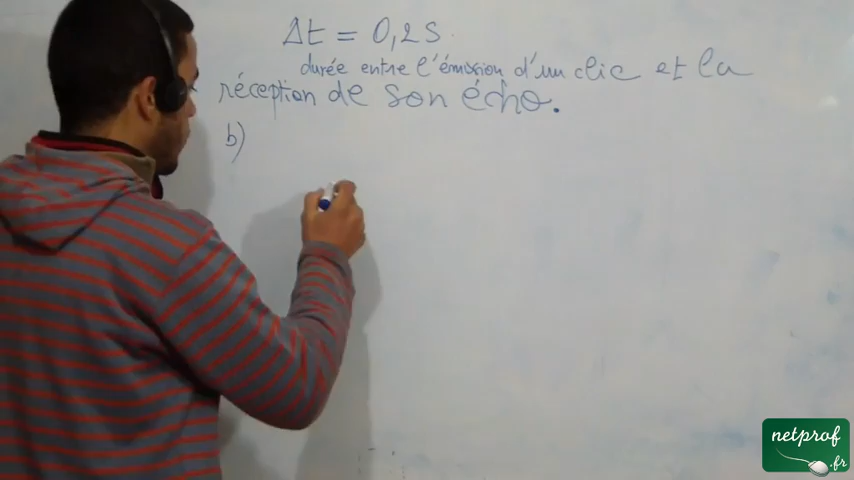 Δt = 0,2 s.
durée entre l'émission d'un clic et la
réception de son écho.
b)
netprof
.fr